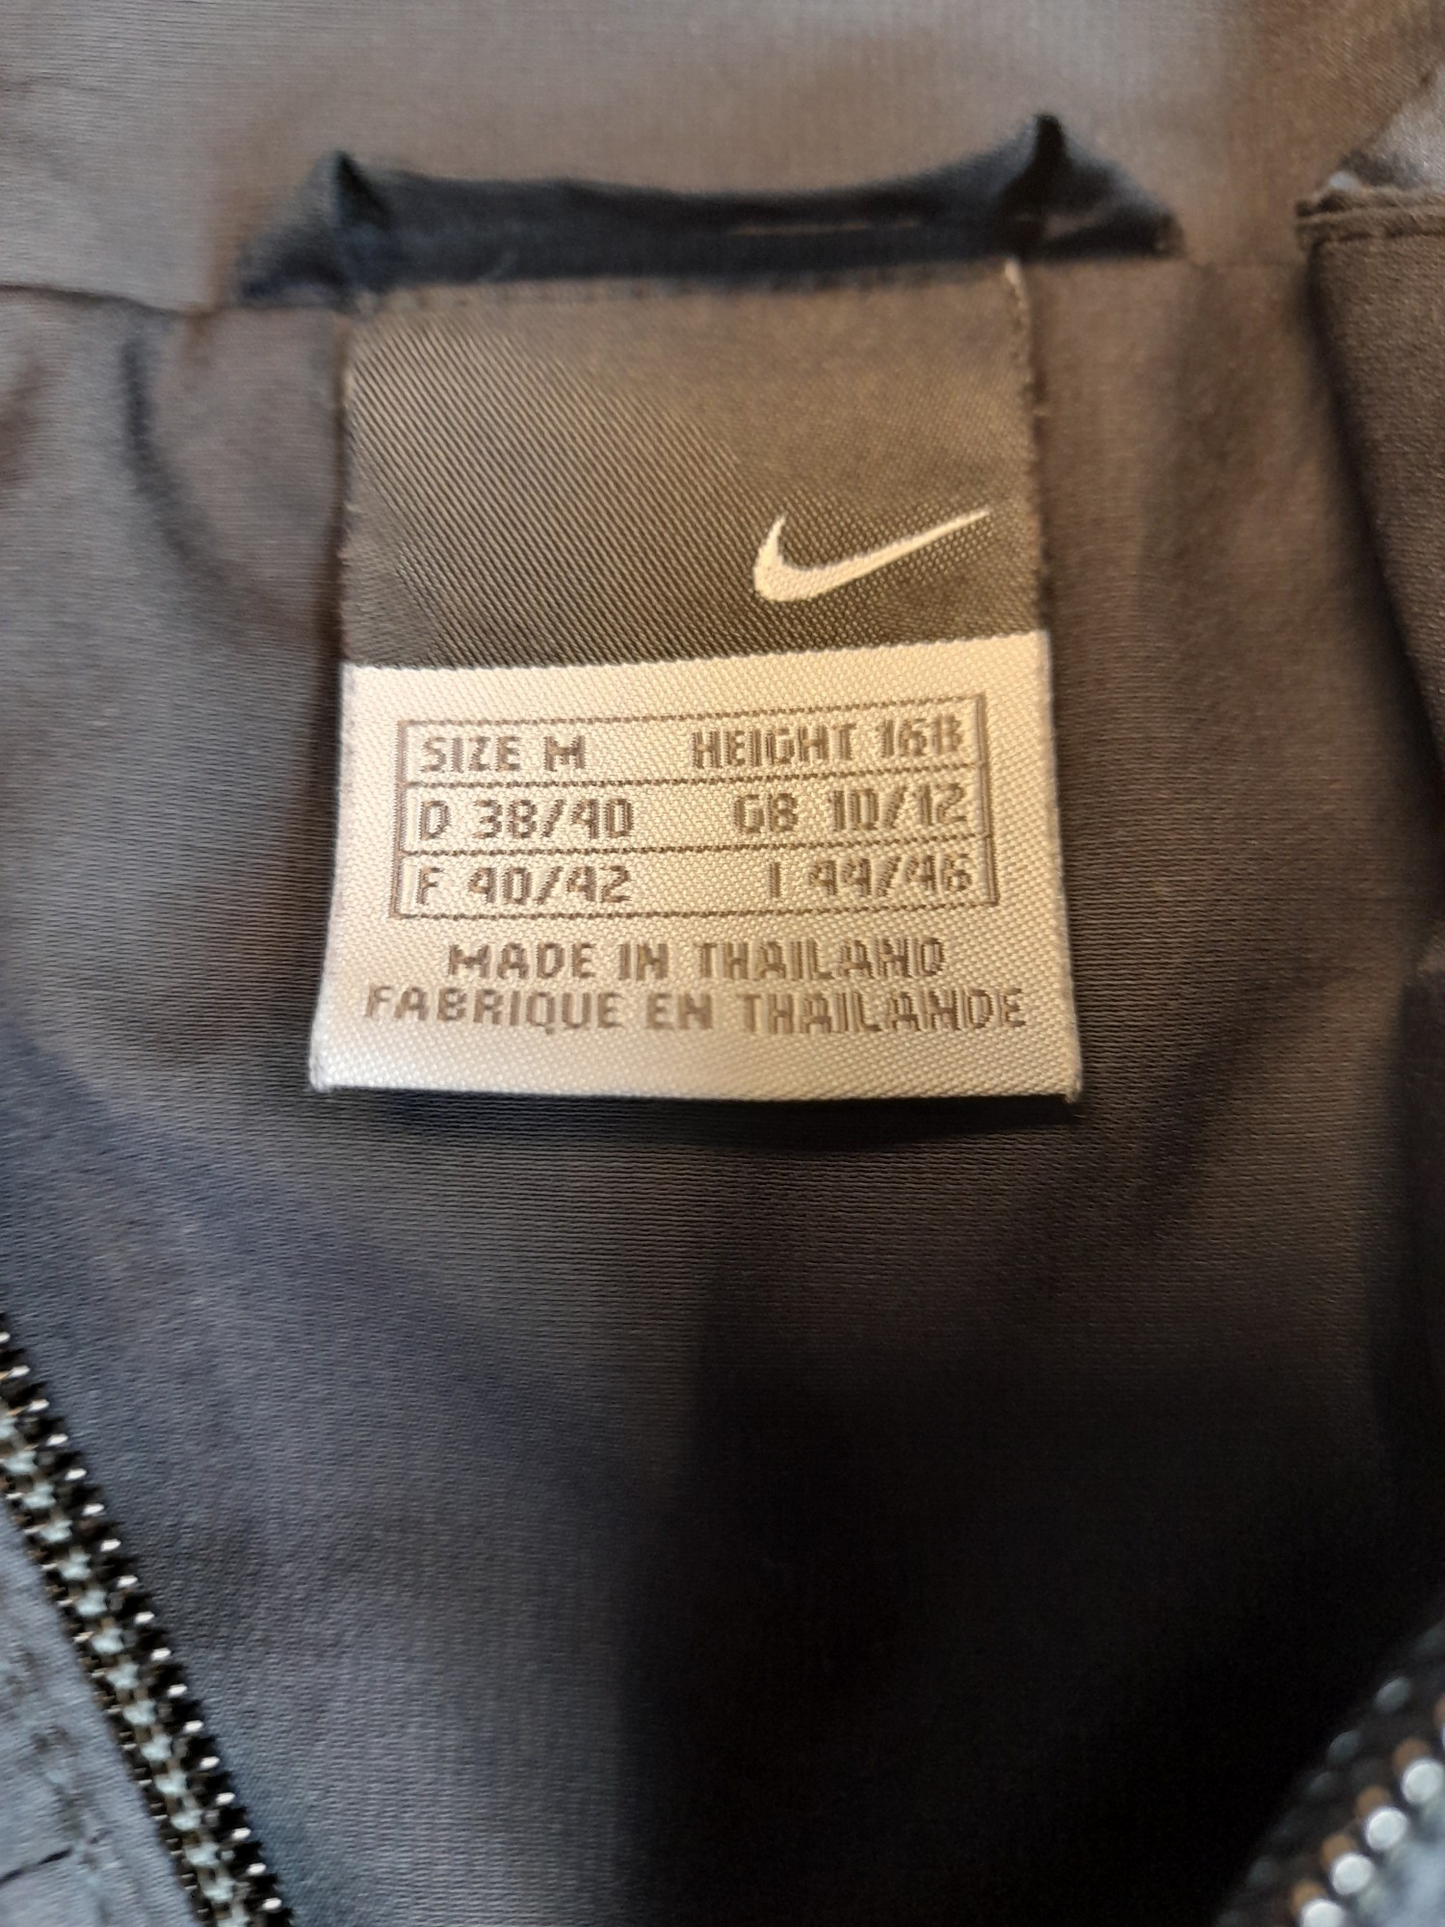 SIZE M HEIGHT 168
D 38/40 GB 10/12
F 40/42 I 44/46
MADE IN THAILAND
FABRIQUE EN THAILANDE